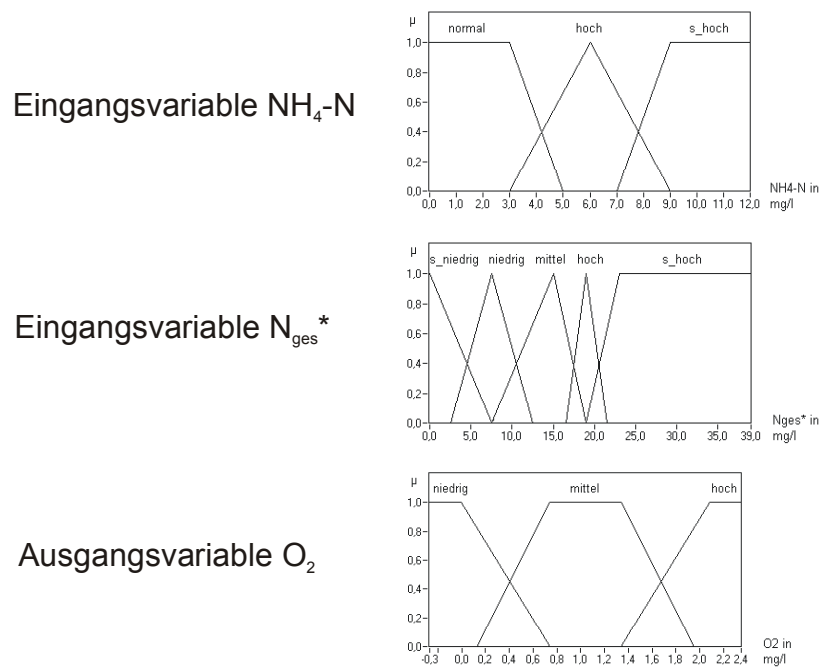 µ
normal hoch s_hoch
1,0
0,8
0,6
Eingangsvariable NH₄-N
0,4
0,2
0,0
NH4-N in
0,0 1,0 2,0 3,0 4,0 5,0 6,0 7,0 8,0 9,0 10,0 11,0 12,0 mg/l
µ
s_niedrig niedrig mittel hoch s_hoch
1,0
0,8
0,6
Eingangsvariable Nges*
0,4
0,2
0,0
Nges* in
0,0 5,0 10,0 15,0 20,0 25,0 30,0 35,0 39,0 mg/l
µ
niedrig mittel hoch
1,0
0,8
0,6
Ausgangsvariable O₂
0,4
0,2
0,0
O2 in
-0,3 0,0 0,2 0,4 0,6 0,8 1,0 1,2 1,4 1,6 1,8 2,0 2,2 2,4 mg/l